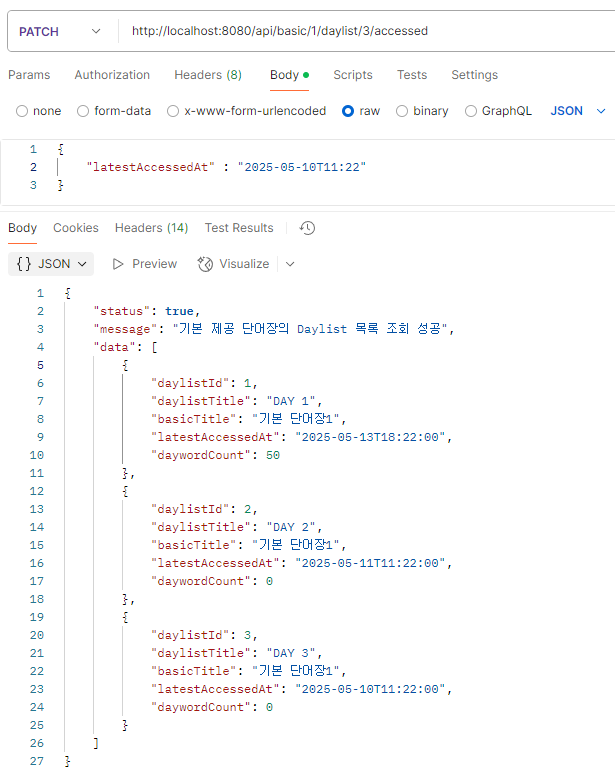 PATCH http://localhost:8080/api/basic/1/daylist/3/accessed
Params Authorization Headers (8) Body Scripts Tests Settings
none form-data x-www-form-urlencoded raw binary GraphQL JSON
1 {
2 "latestAccessedAt" : "2025-05-10T11:22"
3 }
Body Cookies Headers (14) Test Results
{} JSON Preview Visualize
1 {
2 "status": true,
3 "message": "기본 제공 단어장의 Daylist 목록 조회 성공",
4 "data": [
5 {
6 "daylistId": 1,
7 "daylistTitle": "DAY 1",
8 "basicTitle": "기본 단어장1",
9 "latestAccessedAt": "2025-05-13T18:22:00",
10 "daywordCount": 50
11 },
12 {
13 "daylistId": 2,
14 "daylistTitle": "DAY 2",
15 "basicTitle": "기본 단어장1",
16 "latestAccessedAt": "2025-05-11T11:22:00",
17 "daywordCount": 0
18 },
19 {
20 "daylistId": 3,
21 "daylistTitle": "DAY 3",
22 "basicTitle": "기본 단어장1",
23 "latestAccessedAt": "2025-05-10T11:22:00",
24 "daywordCount": 0
25 }
26 ]
27 }